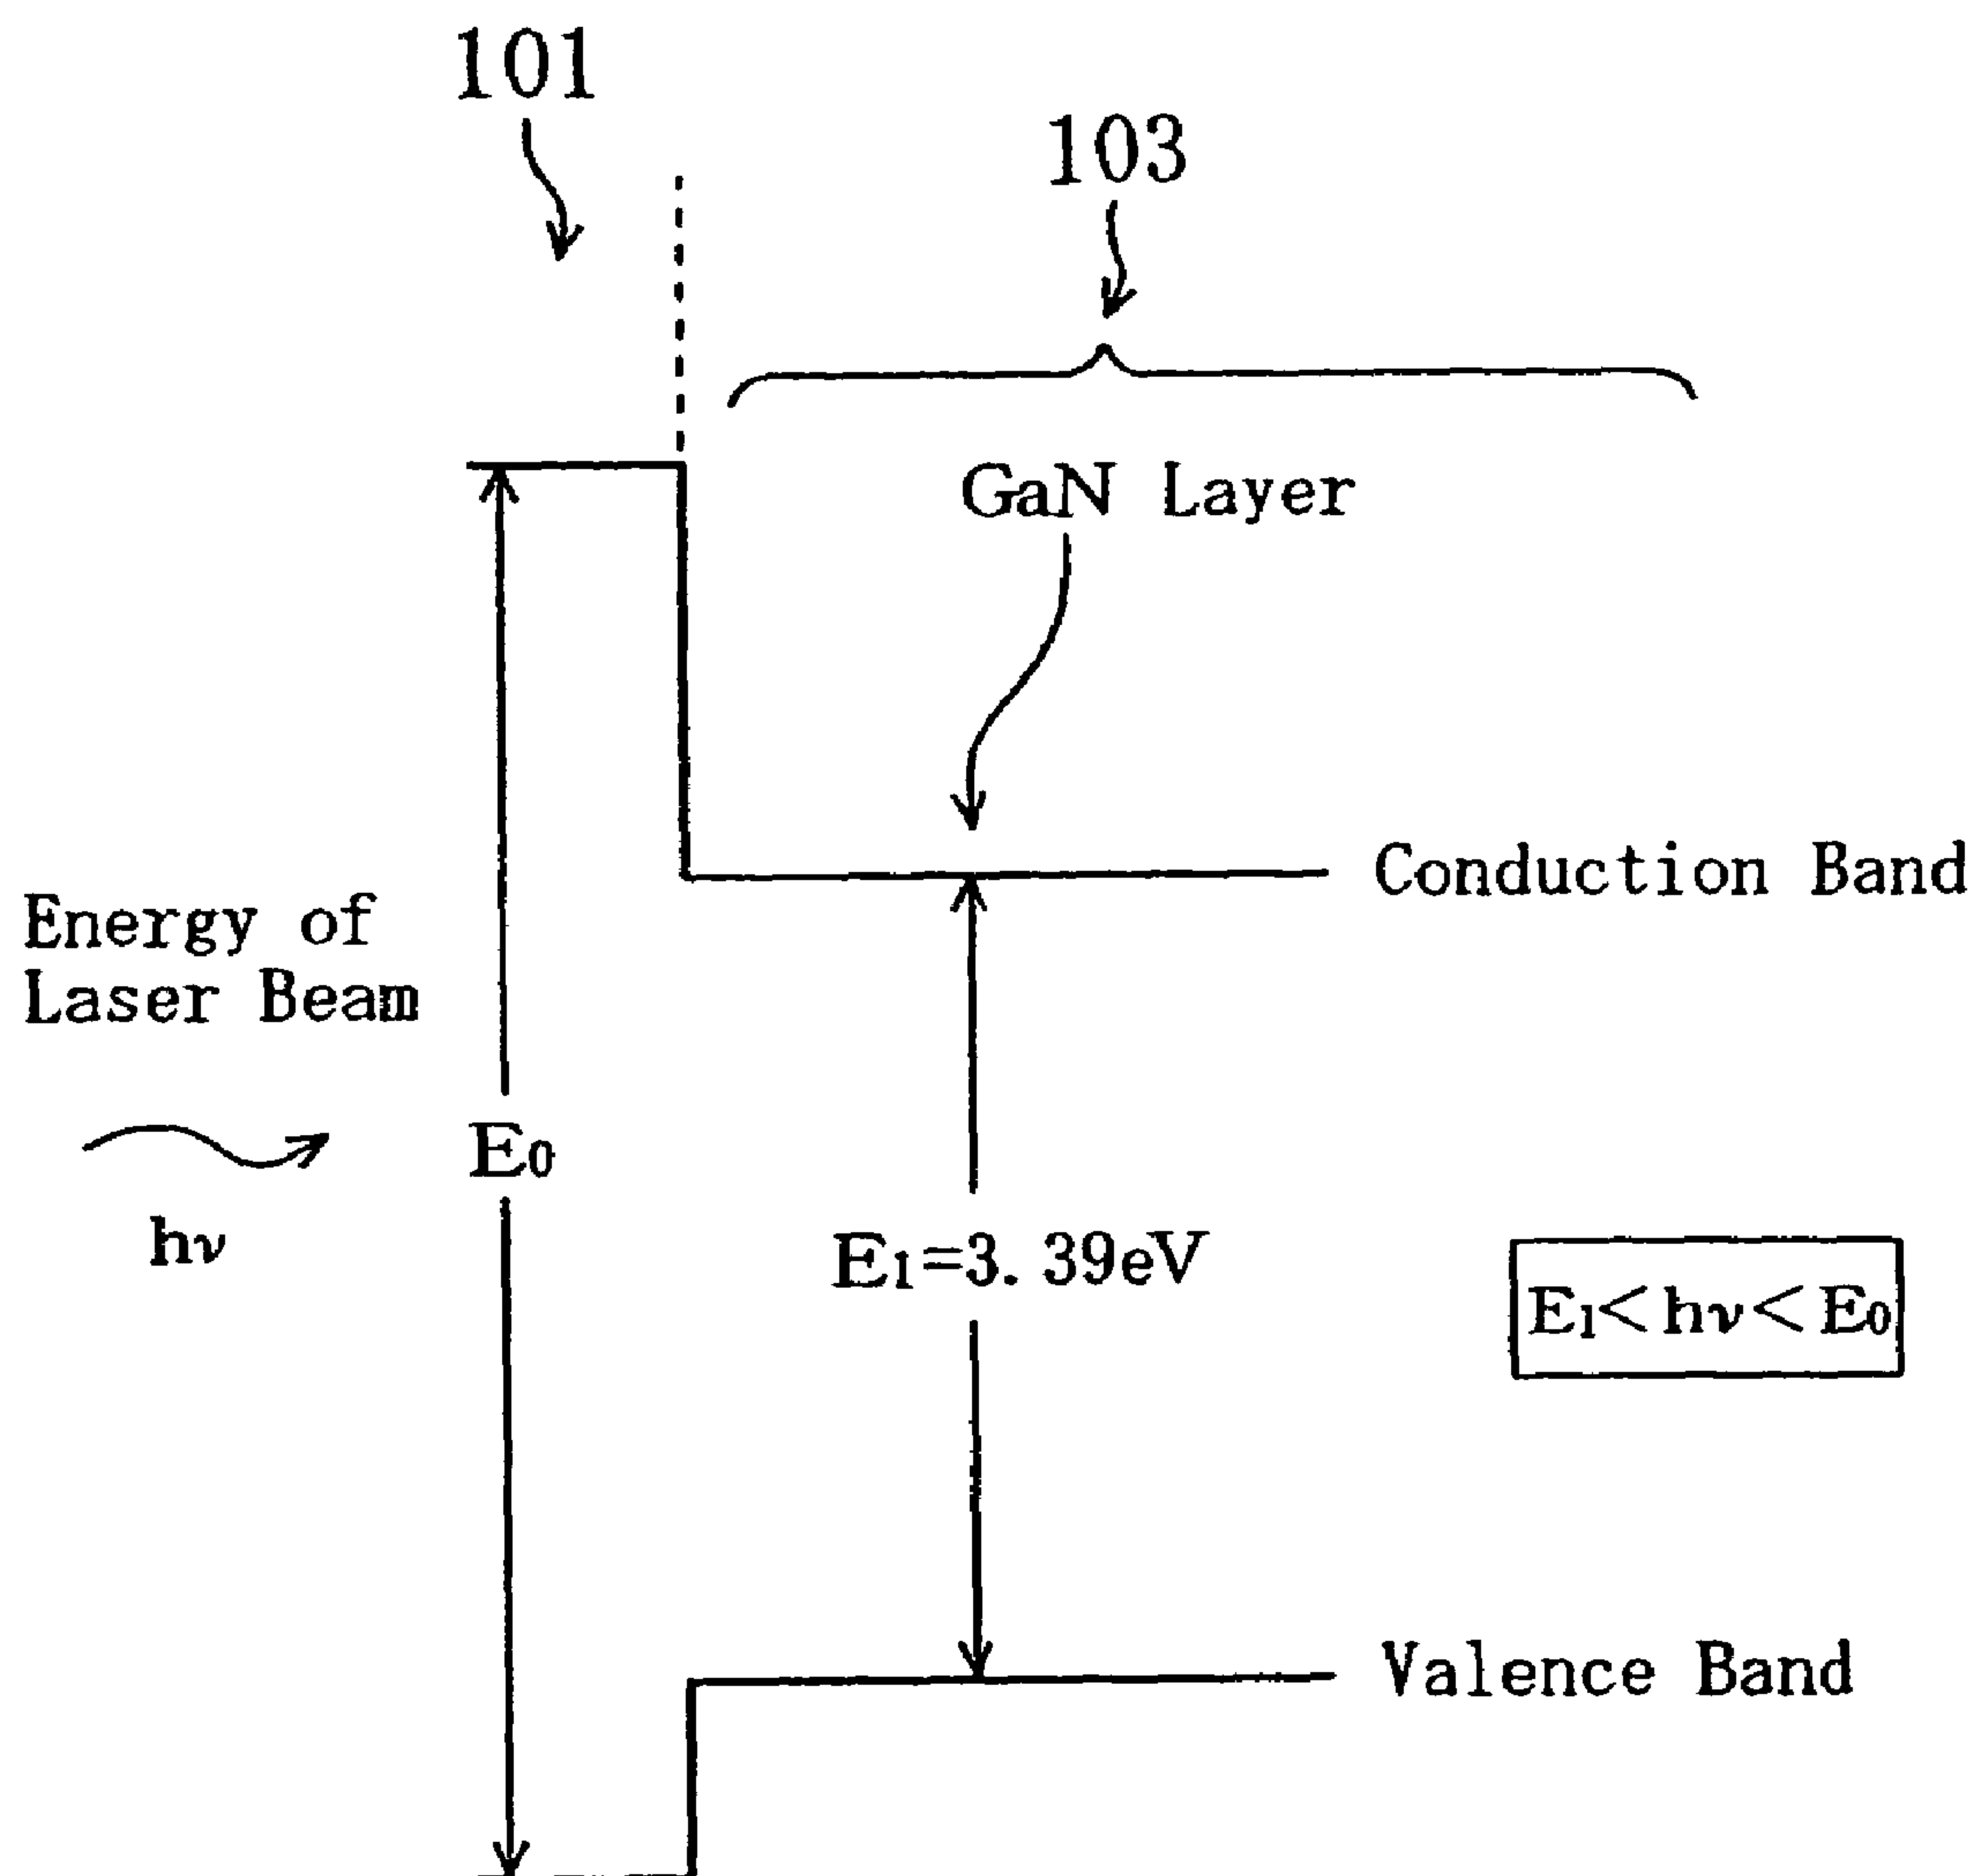 101
103
GaN Layer
Conduction Band
Energy of
Laser Beam
E0
hν
E1=3.39eV
E1<hν<E0
Valence Band